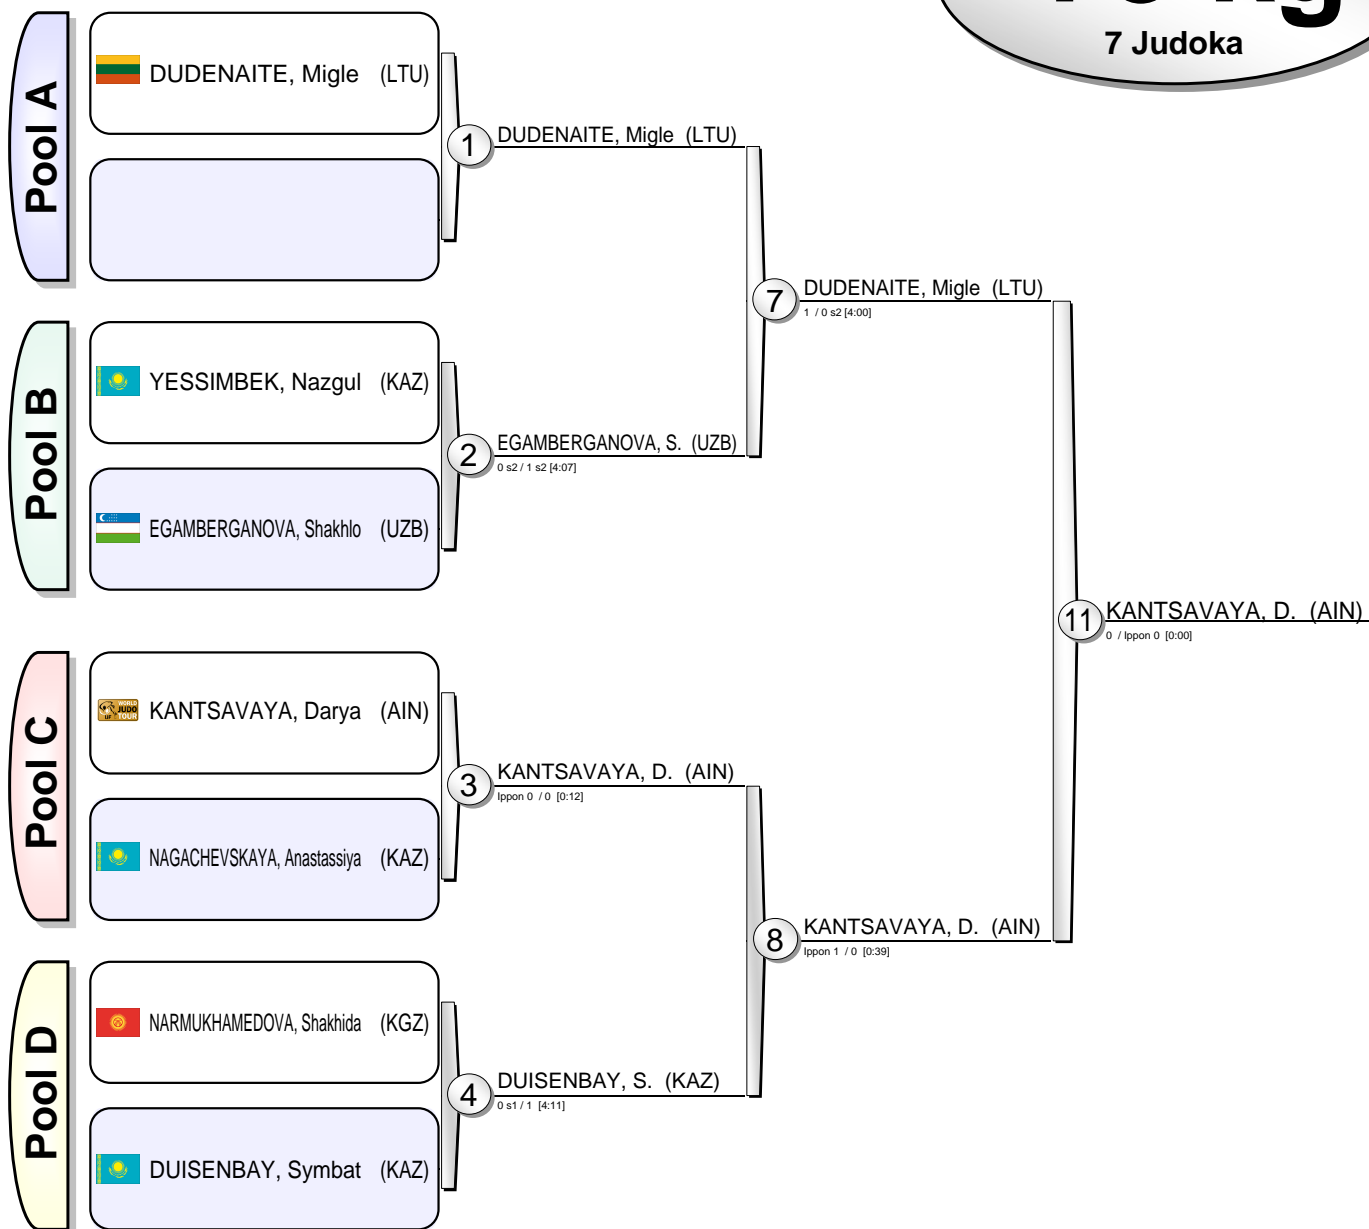 7 Judoka
Pool A
DUDENAITE, Migle (LTU)
1
DUDENAITE, Migle (LTU)
7
DUDENAITE, Migle (LTU)
1 / 0 s2 [4:00]
Pool B
YESSIMBEK, Nazgul (KAZ)
2
EGAMBERGANOVA, S. (UZB)
0 s2 / 1 s2 [4:07]
EGAMBERGANOVA, Shakhlo (UZB)
11
KANTSAVAYA, D. (AIN)
0 / Ippon 0 [0:00]
Pool C
WORLD
JUDO
TOUR
KANTSAVAYA, Darya (AIN)
3
KANTSAVAYA, D. (AIN)
Ippon 0 / 0 [0:12]
NAGACHEVSKAYA, Anastassiya (KAZ)
8
KANTSAVAYA, D. (AIN)
Ippon 1 / 0 [0:39]
Pool D
NARMUKHAMEDOVA, Shakhida (KGZ)
4
DUISENBAY, S. (KAZ)
0 s1 / 1 [4:11]
DUISENBAY, Symbat (KAZ)